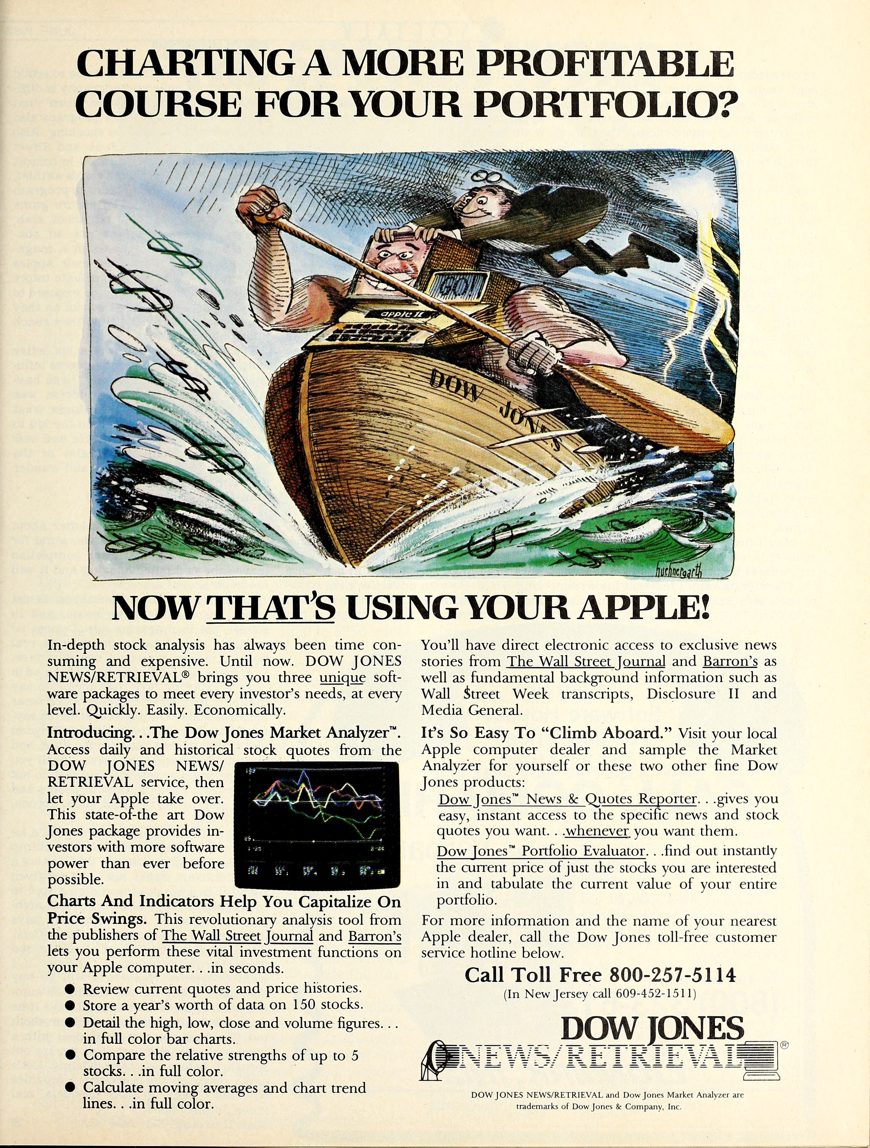 CHARTING A MORE PROFITABLE
COURSE FOR YOUR PORTFOLIO?
GO!
apple II
DOW JONES
huehnergarth
NOW THAT'S USING YOUR APPLE!
In-depth stock analysis has always been time con-
suming and expensive. Until now. DOW JONES
NEWS/RETRIEVAL® brings you three unique soft-
ware packages to meet every investor's needs, at every
level. Quickly. Easily. Economically.
Introducing. . .The Dow Jones Market Analyzer™.
Access daily and historical stock quotes from the
DOW JONES NEWS/
RETRIEVAL service, then
let your Apple take over.
This state-of-the art Dow
Jones package provides in-
vestors with more software
power than ever before
possible.
Charts And Indicators Help You Capitalize On
Price Swings. This revolutionary analysis tool from
the publishers of The Wall Street Journal and Barron's
lets you perform these vital investment functions on
your Apple computer. . .in seconds.
● Review current quotes and price histories.
● Store a year's worth of data on 150 stocks.
● Detail the high, low, close and volume figures. . .
in full color bar charts.
● Compare the relative strengths of up to 5
stocks. . .in full color.
● Calculate moving averages and chart trend
lines. . .in full color.
You'll have direct electronic access to exclusive news
stories from The Wall Street Journal and Barron's as
well as fundamental background information such as
Wall $treet Week transcripts, Disclosure II and
Media General.
It's So Easy To “Climb Aboard.” Visit your local
Apple computer dealer and sample the Market
Analyzer for yourself or these two other fine Dow
Jones products:
Dow Jones™ News & Quotes Reporter. . .gives you
easy, instant access to the specific news and stock
quotes you want. . .whenever you want them.
Dow Jones™ Portfolio Evaluator. . .find out instantly
the current price of just the stocks you are interested
in and tabulate the current value of your entire
portfolio.
For more information and the name of your nearest
Apple dealer, call the Dow Jones toll-free customer
service hotline below.
Call Toll Free 800-257-5114
(In New Jersey call 609-452-1511)
DOW JONES
NEWS/RETRIEVAL®
DOW JONES NEWS/RETRIEVAL and Dow Jones Market Analyzer are
trademarks of Dow Jones & Company, Inc.